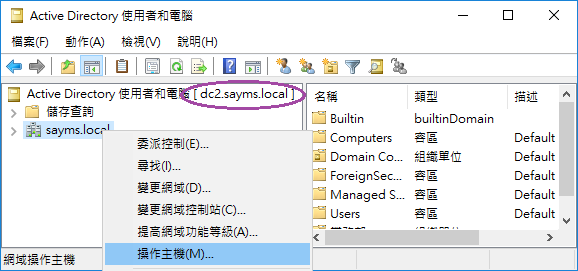 Active Directory 使用者和電腦
檔案(F) 動作(A) 檢視(V) 說明(H)
Active Directory 使用者和電腦 [ dc2.sayms.local ]
儲存查詢
sayms.local
委派控制(E)...
尋找(I)...
變更網域(D)...
變更網域控制站(C)...
提高網域功能等級(A)...
操作主機(M)...
名稱 類型 描述
Builtin builtinDomain
Computers 容區 Default
Domain Co... 組織單位 Default
ForeignSec... 容區 Default
Managed S... 容區 Default
Users 容區 Default
網域操作主機